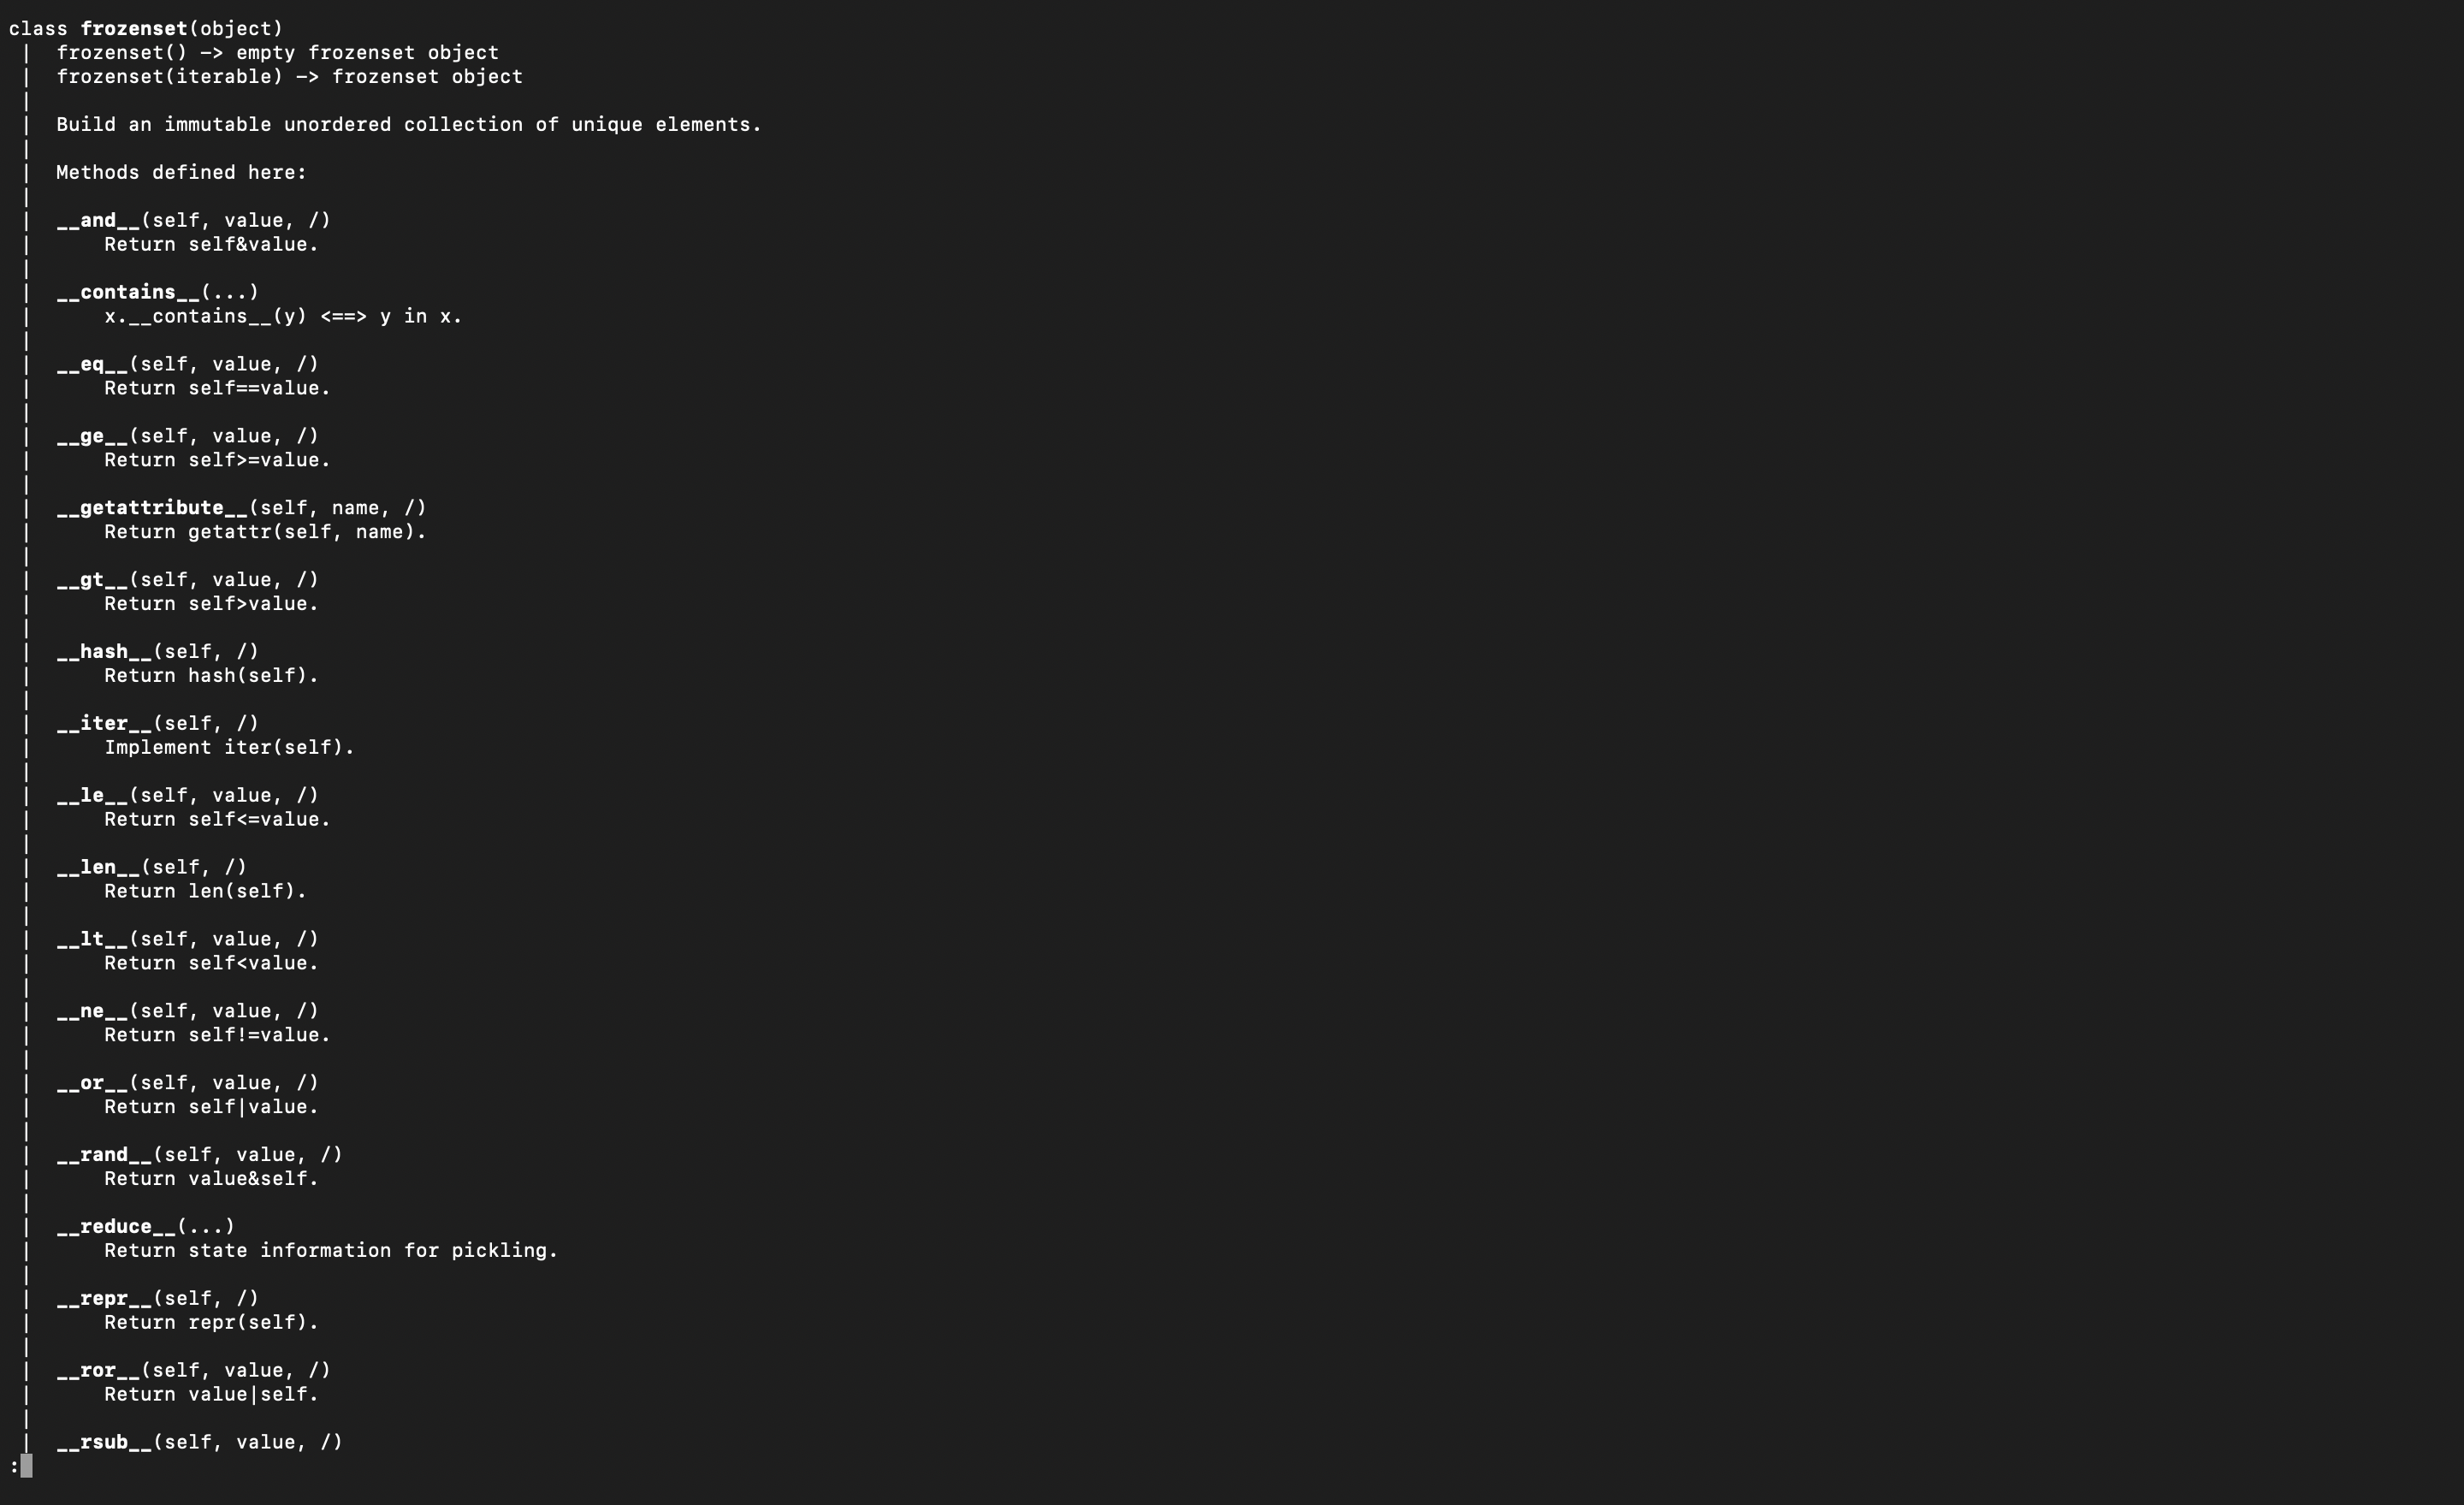 class frozenset(object)
 |  frozenset() -> empty frozenset object
 |  frozenset(iterable) -> frozenset object
 |
 |  Build an immutable unordered collection of unique elements.
 |
 |  Methods defined here:
 |
 |  __and__(self, value, /)
 |      Return self&value.
 |
 |  __contains__(...)
 |      x.__contains__(y) <==> y in x.
 |
 |  __eq__(self, value, /)
 |      Return self==value.
 |
 |  __ge__(self, value, /)
 |      Return self>=value.
 |
 |  __getattribute__(self, name, /)
 |      Return getattr(self, name).
 |
 |  __gt__(self, value, /)
 |      Return self>value.
 |
 |  __hash__(self, /)
 |      Return hash(self).
 |
 |  __iter__(self, /)
 |      Implement iter(self).
 |
 |  __le__(self, value, /)
 |      Return self<=value.
 |
 |  __len__(self, /)
 |      Return len(self).
 |
 |  __lt__(self, value, /)
 |      Return self<value.
 |
 |  __ne__(self, value, /)
 |      Return self!=value.
 |
 |  __or__(self, value, /)
 |      Return self|value.
 |
 |  __rand__(self, value, /)
 |      Return value&self.
 |
 |  __reduce__(...)
 |      Return state information for pickling.
 |
 |  __repr__(self, /)
 |      Return repr(self).
 |
 |  __ror__(self, value, /)
 |      Return value|self.
 |
 |  __rsub__(self, value, /)
: